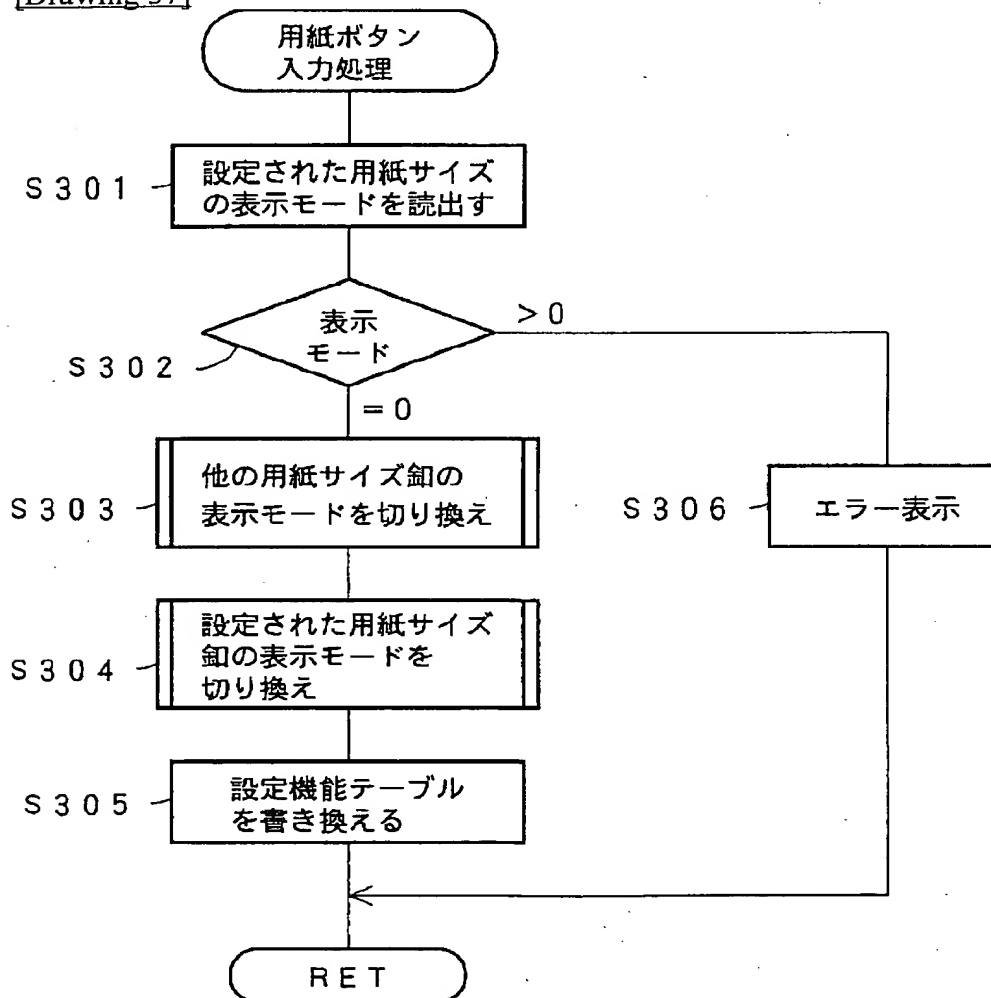 [Drawing 37]
用紙ボタン
入力処理
S301
設定された用紙サイズ
の表示モードを読出す
表示
モード
>0
S302
=0
他の用紙サイズ釦の
表示モードを切り換え
S303
S306
エラー表示
設定された用紙サイズ
釦の表示モードを
切り換え
S304
設定機能テーブル
を書き換える
S305
RET